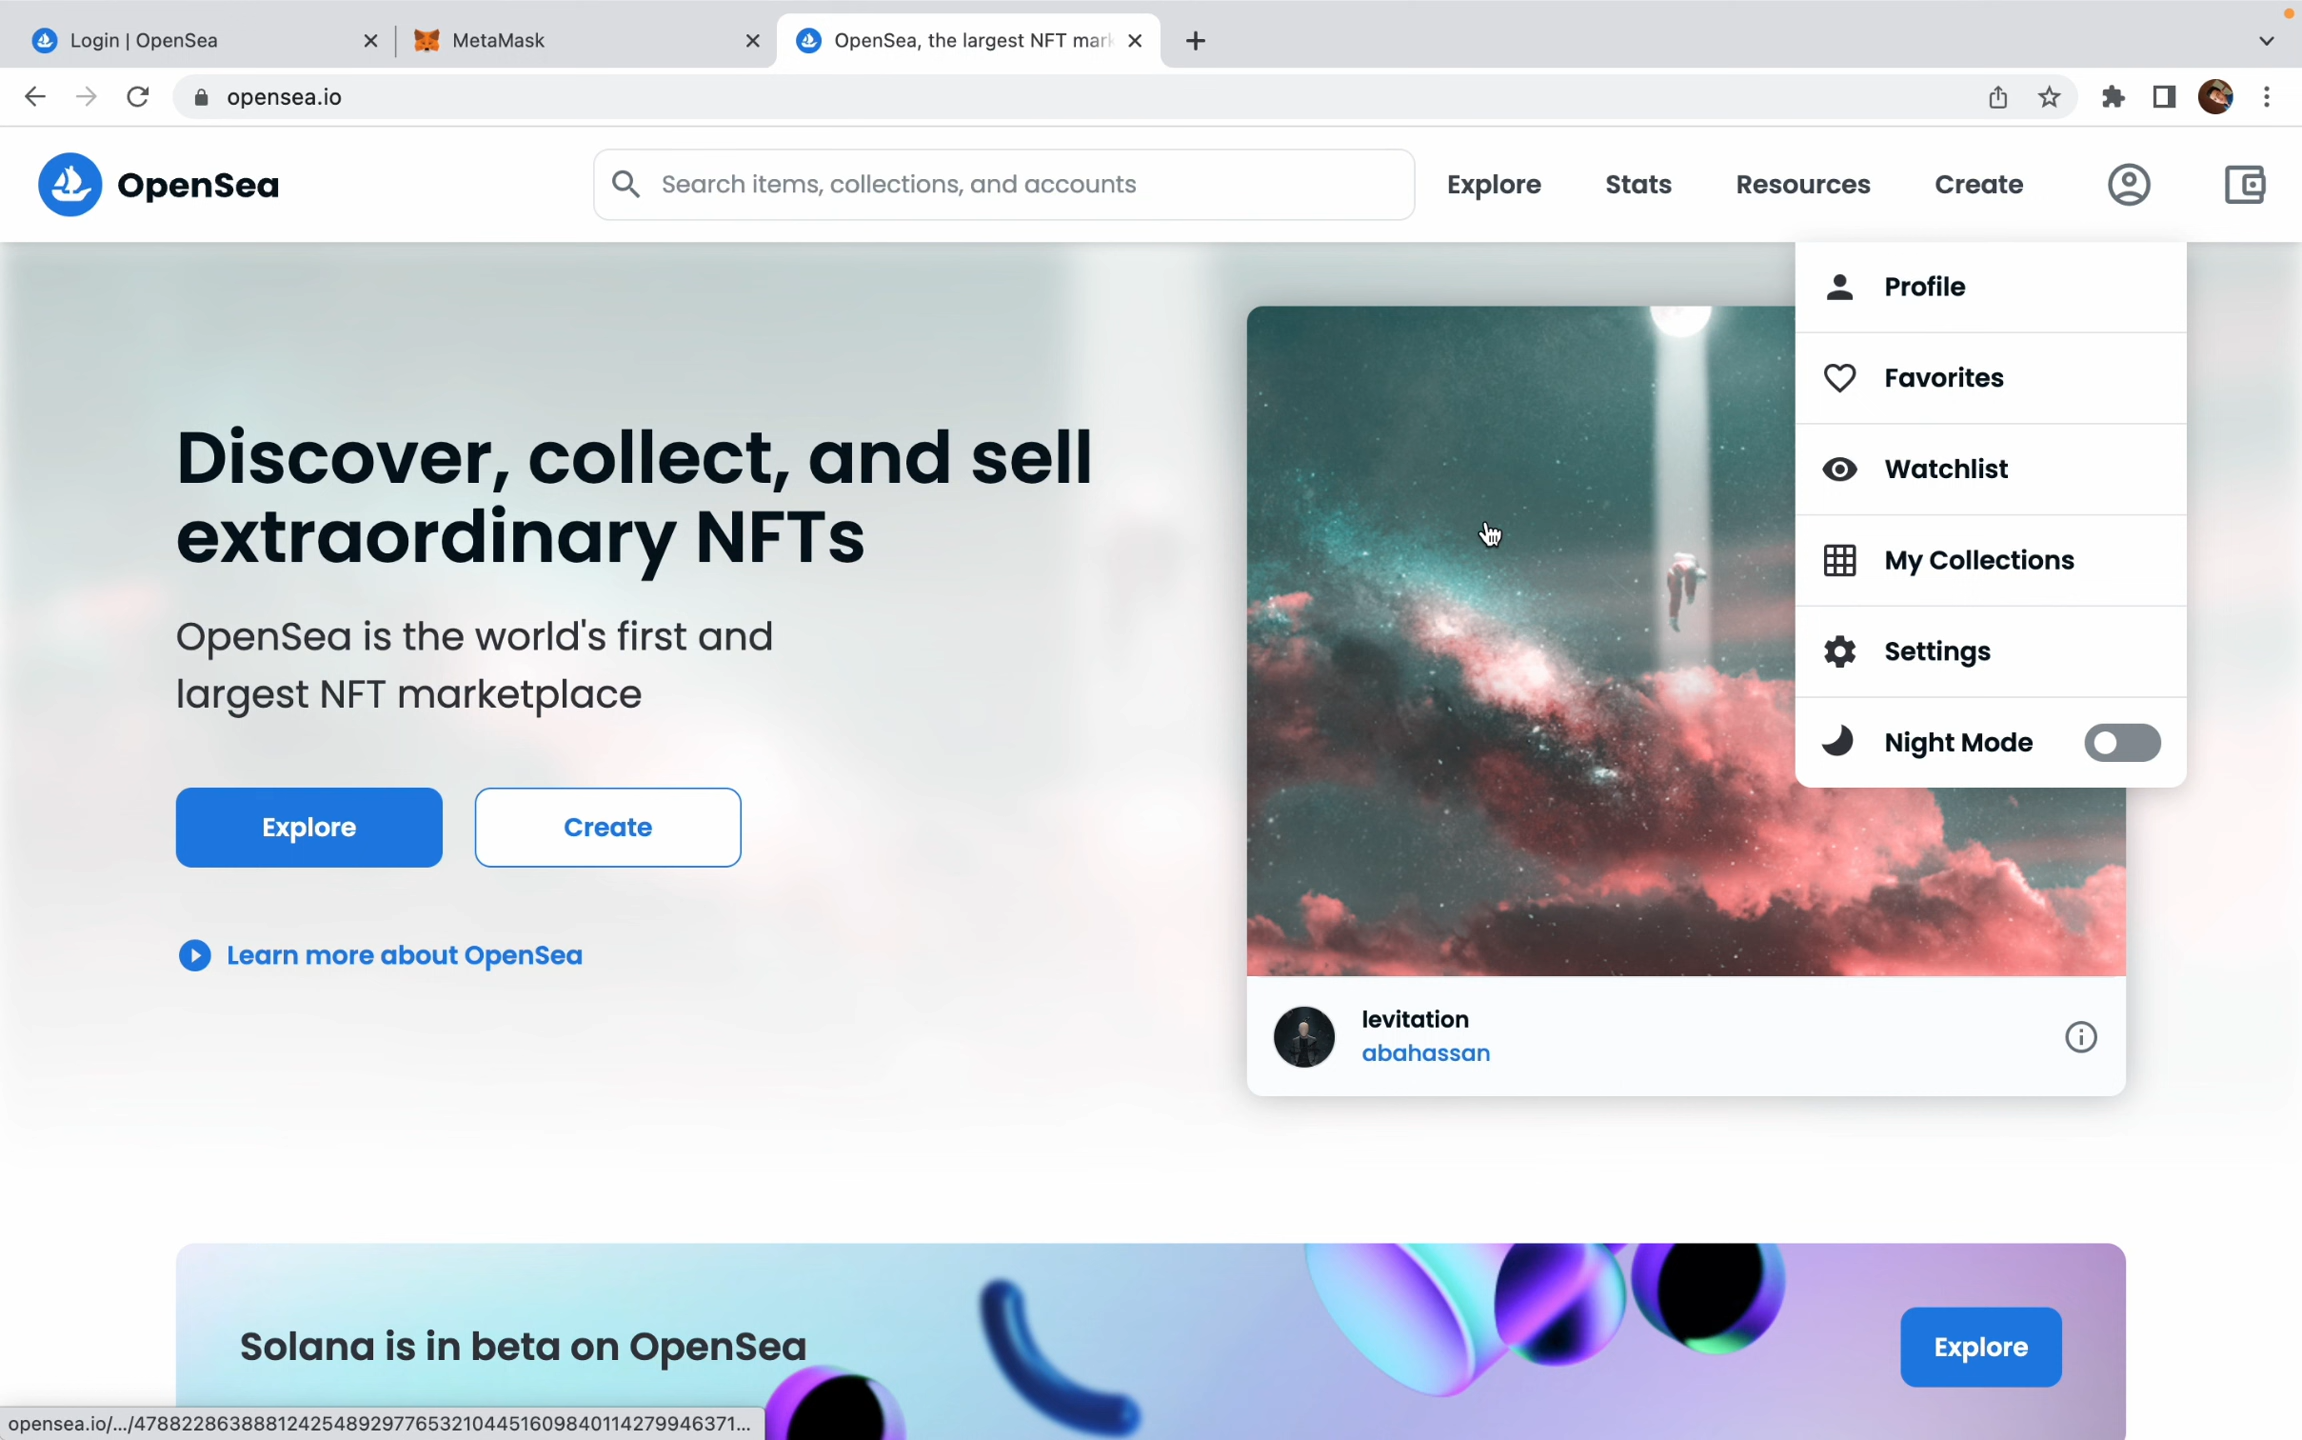 Login | OpenSea
MetaMask
OpenSea, the largest NFT mar
opensea.io
OpenSea
Search items, collections, and accounts
Explore
Stats
Resources
Create
Profile
Favorites
Watchlist
My Collections
Settings
Night Mode
Discover, collect, and sell
extraordinary NFTs
OpenSea is the world's first and
largest NFT marketplace
Explore
Create
Learn more about OpenSea
levitation
abahassan
Solana is in beta on OpenSea
Explore
opensea.io/.../47882286388812425489297765321044516098401142799463​71...